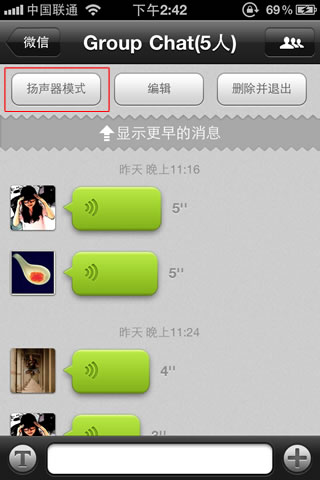 中国联通 下午2:42 89%
微信 Group Chat(5人)
扬声器模式 编辑 删除并退出
显示更早的消息
昨天 晚上11:16
5''
5''
昨天 晚上11:24
4''
T